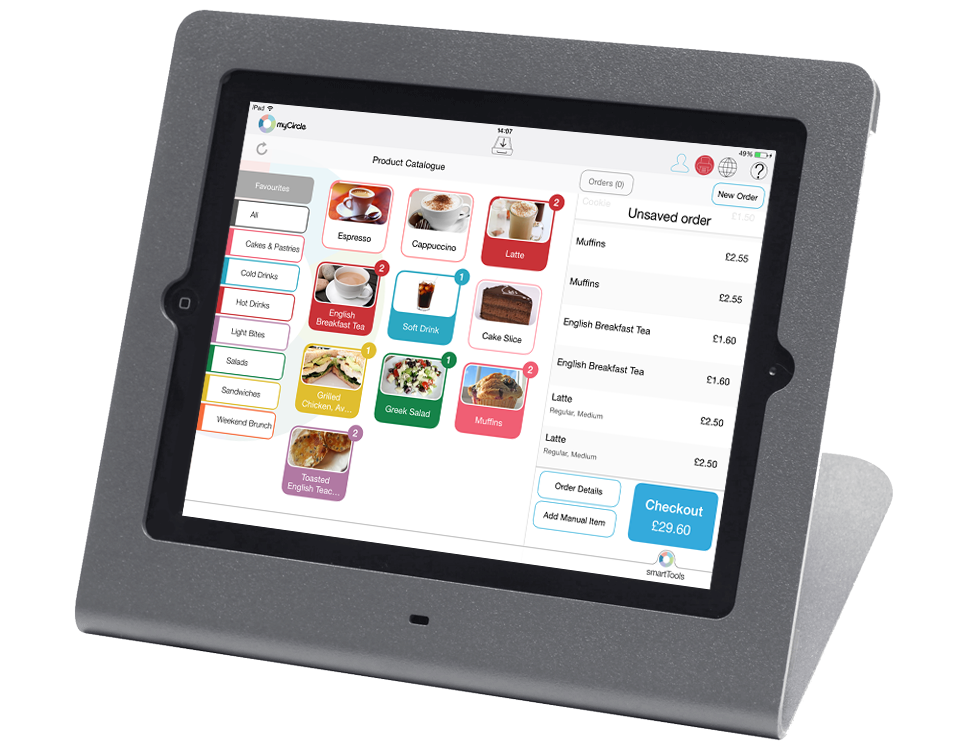 iPad
14:07
49%
myCircle
Product Catalogue
Orders (0)
New Order
Cookie
£1.50
Unsaved order
Favourites
All
Cakes & Pastries
Cold Drinks
Hot Drinks
Light Bites
Salads
Sandwiches
Weekend Brunch
Espresso
Cappuccino
2
Latte
2
English
Breakfast Tea
1
Soft Drink
Cake Slice
1
Grilled
Chicken, Av...
1
Greek Salad
2
Muffins
2
Toasted
English Teac...
Muffins
£2.55
Muffins
£2.55
English Breakfast Tea
£1.60
English Breakfast Tea
£1.60
Latte
Regular, Medium
£2.50
Latte
Regular, Medium
£2.50
Order Details
Add Manual Item
Checkout
£29.60
smartTools
?